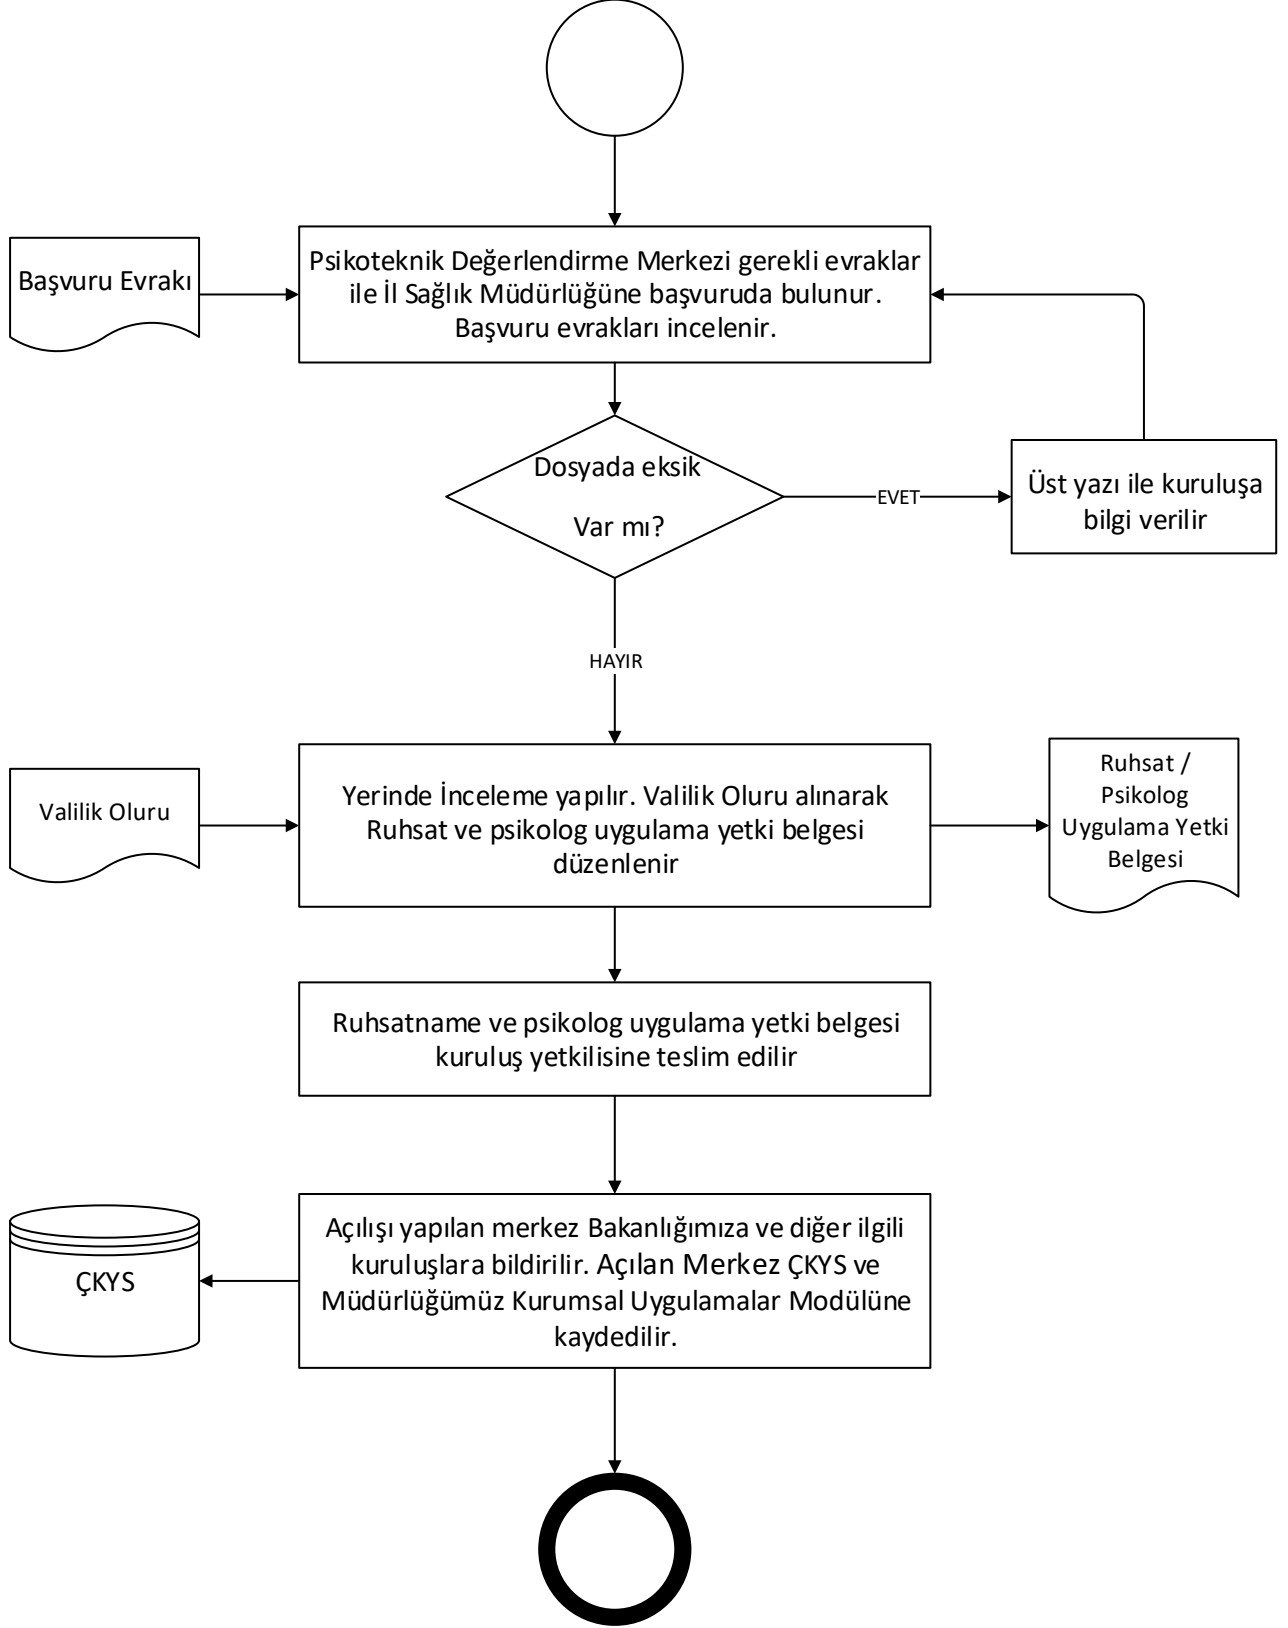 Başvuru Evrakı
Psikoteknik Değerlendirme Merkezi gerekli evraklar
ile İl Sağlık Müdürlüğüne başvuruda bulunur.
Başvuru evrakları incelenir.
Dosyada eksik
Var mı?
EVET
Üst yazı ile kuruluşa
bilgi verilir
HAYIR
Valilik Oluru
Yerinde İnceleme yapılır. Valilik Oluru alınarak
Ruhsat ve psikolog uygulama yetki belgesi
düzenlenir
Ruhsat /
Psikolog
Uygulama Yetki
Belgesi
Ruhsatname ve psikolog uygulama yetki belgesi
kuruluş yetkilisine teslim edilir
ÇKYS
Açılışı yapılan merkez Bakanlığımıza ve diğer ilgili
kuruluşlara bildirilir. Açılan Merkez ÇKYS ve
Müdürlüğümüz Kurumsal Uygulamalar Modülüne
kaydedilir.